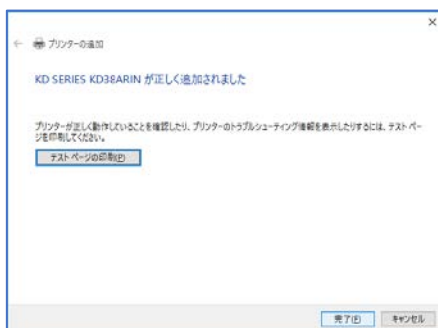 プリンターの追加
KD SERIES KD38ARIN が正しく追加されました
プリンターが正しく動作していることを確認したり、プリンターのトラブルシューティング情報を表示したりするには、テスト ペー
ジを印刷してください。
テスト ページの印刷(P)
完了(F) キャンセル